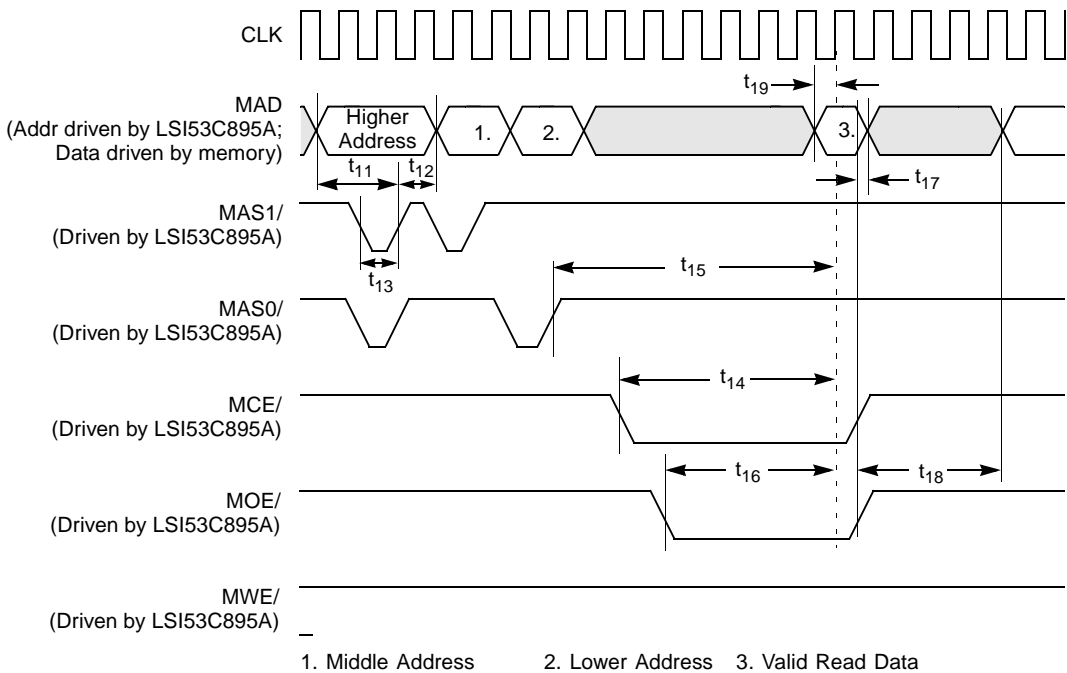 CLK
t19
MAD
(Addr driven by LSI53C895A;
Data driven by memory)
Higher
Address
1.
2.
3.
t11
t12
t17
MAS1/
(Driven by LSI53C895A)
t13
t15
MAS0/
(Driven by LSI53C895A)
t14
MCE/
(Driven by LSI53C895A)
t16
t18
MOE/
(Driven by LSI53C895A)
MWE/
(Driven by LSI53C895A)
1. Middle Address 2. Lower Address 3. Valid Read Data